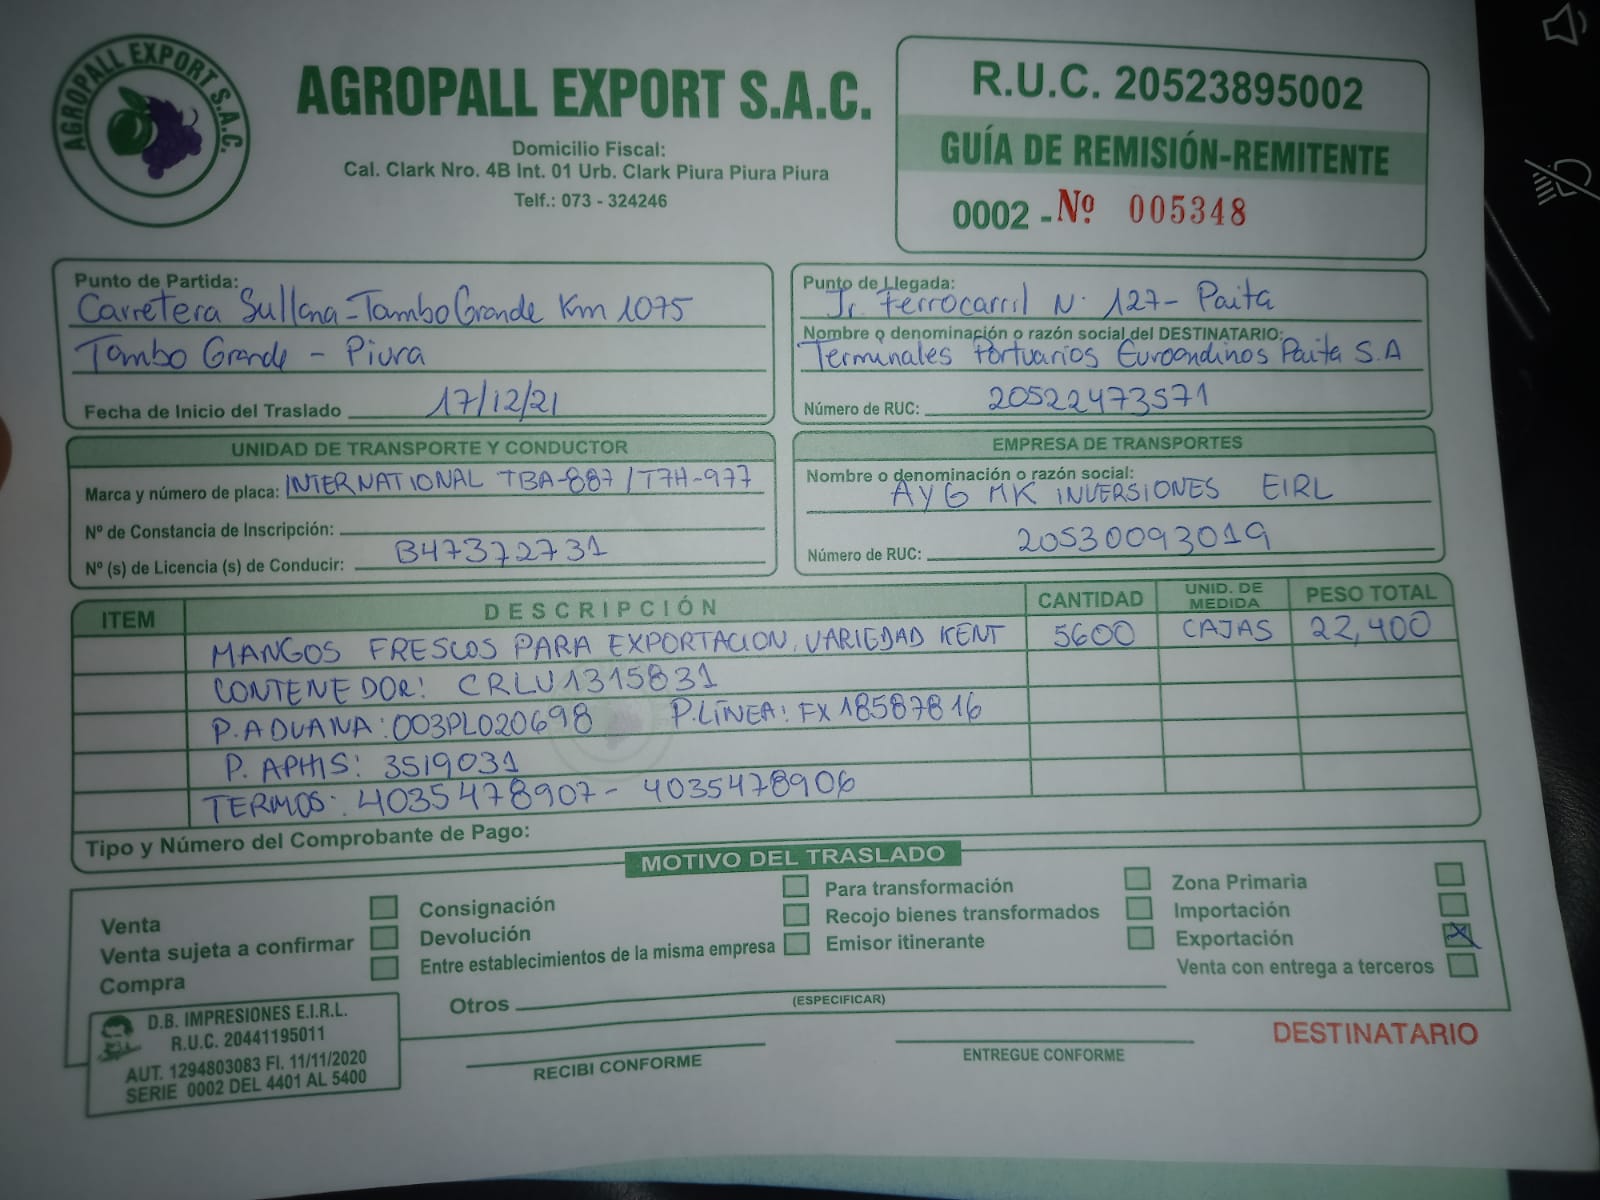 AGROPALL EXPORT S.A.C.
AGROPALL EXPORT S.A.C.
Domicilio Fiscal:
Cal. Clark Nro. 4B Int. 01 Urb. Clark Piura Piura Piura
Telf.: 073 - 324246
R.U.C. 20523895002
GUÍA DE REMISIÓN-REMITENTE
0002 - Nº 005348
Punto de Partida:
Carretera Sullana - TamboGrande Km 1075
Tambo Grande - Piura
Fecha de Inicio del Traslado 17/12/21
Punto de Llegada:
Jr. Ferrocarril N. 127 - Paita
Nombre o denominación o razón social del DESTINATARIO:
Terminales Portuarios Euroandinos Paita S.A
Número de RUC: 20522473571
UNIDAD DE TRANSPORTE Y CONDUCTOR
Marca y número de placa: INTERNATIONAL TBA-887 / T7H-977
Nº de Constancia de Inscripción:
Nº (s) de Licencia (s) de Conducir: B47372731
EMPRESA DE TRANSPORTES
Nombre o denominación o razón social:
AYG MK INVERSIONES EIRL
Número de RUC: 20530093019
ITEM DESCRIPCIÓN CANTIDAD UNID. DE MEDIDA PESO TOTAL
MANGOS FRESCOS PARA EXPORTACION, VARIEDAD KENT 5600 CAJAS 22,400
CONTENEDOR: CRLU1315831
P. ADUANA: 003PL020698 P. LÍNEA: FX18587816
P. APHIS: 3519031
TERMOS: 4035478907 - 4035478906
Tipo y Número del Comprobante de Pago:
MOTIVO DEL TRASLADO
Venta
Venta sujeta a confirmar
Compra
Consignación
Devolución
Entre establecimientos de la misma empresa
Para transformación
Recojo bienes transformados
Emisor itinerante
Zona Primaria
Importación
Exportación X
Venta con entrega a terceros
Otros
(ESPECIFICAR)
D.B. IMPRESIONES E.I.R.L.
R.U.C. 20441195011
AUT. 1294803083 FI. 11/11/2020
SERIE 0002 DEL 4401 AL 5400
RECIBI CONFORME
ENTREGUE CONFORME
DESTINATARIO